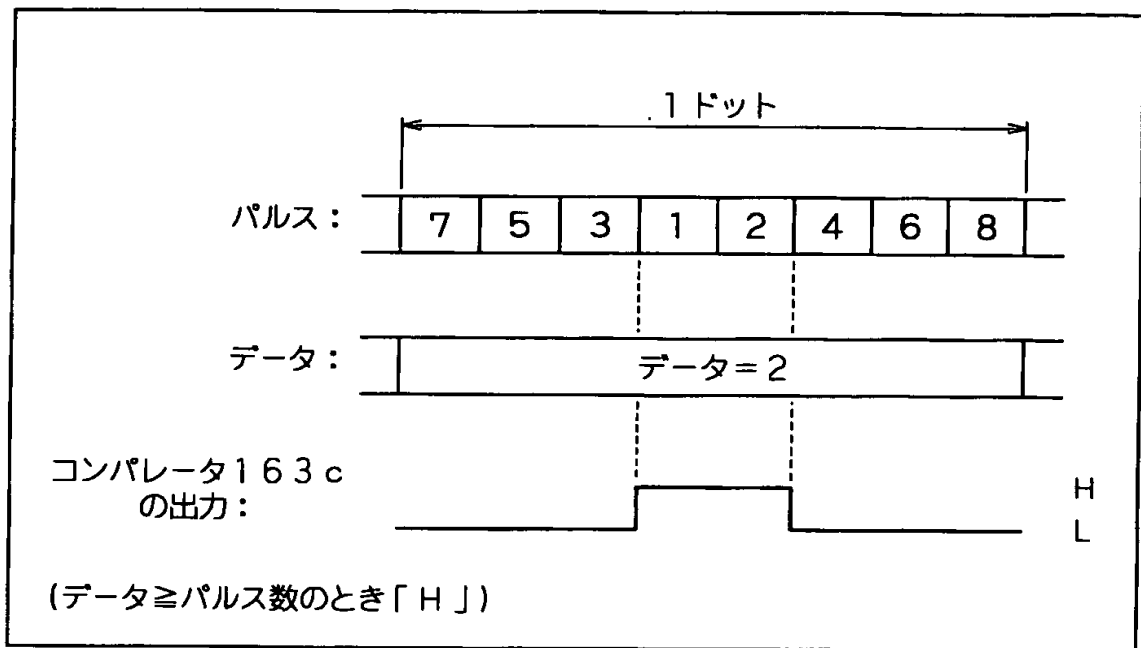 1ドット
パルス: 7 5 3 1 2 4 6 8
データ: データ=2
コンパレータ163c
の出力:
H
L
(データ≧パルス数のとき「H」)